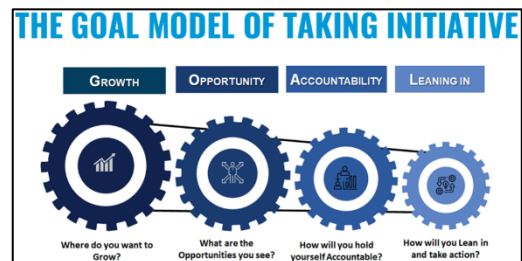 THE GOAL MODEL OF TAKING INITIATIVE
GROWTH
OPPORTUNITY
ACCOUNTABILITY
LEANING IN
Where do you want to
Grow?
What are the
Opportunities you see?
How will you hold
yourself Accountable?
How will you Lean in
and take action?